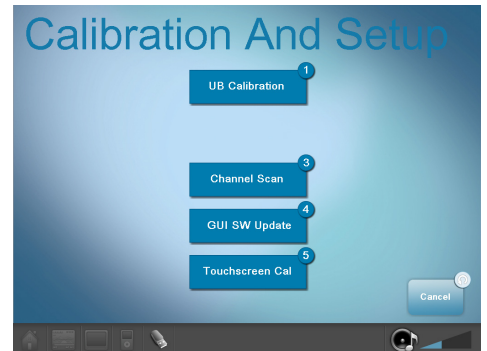 Calibration And Setup
1
UB Calibration
3
Channel Scan
4
GUI SW Update
5
Touchscreen Cal
Cancel